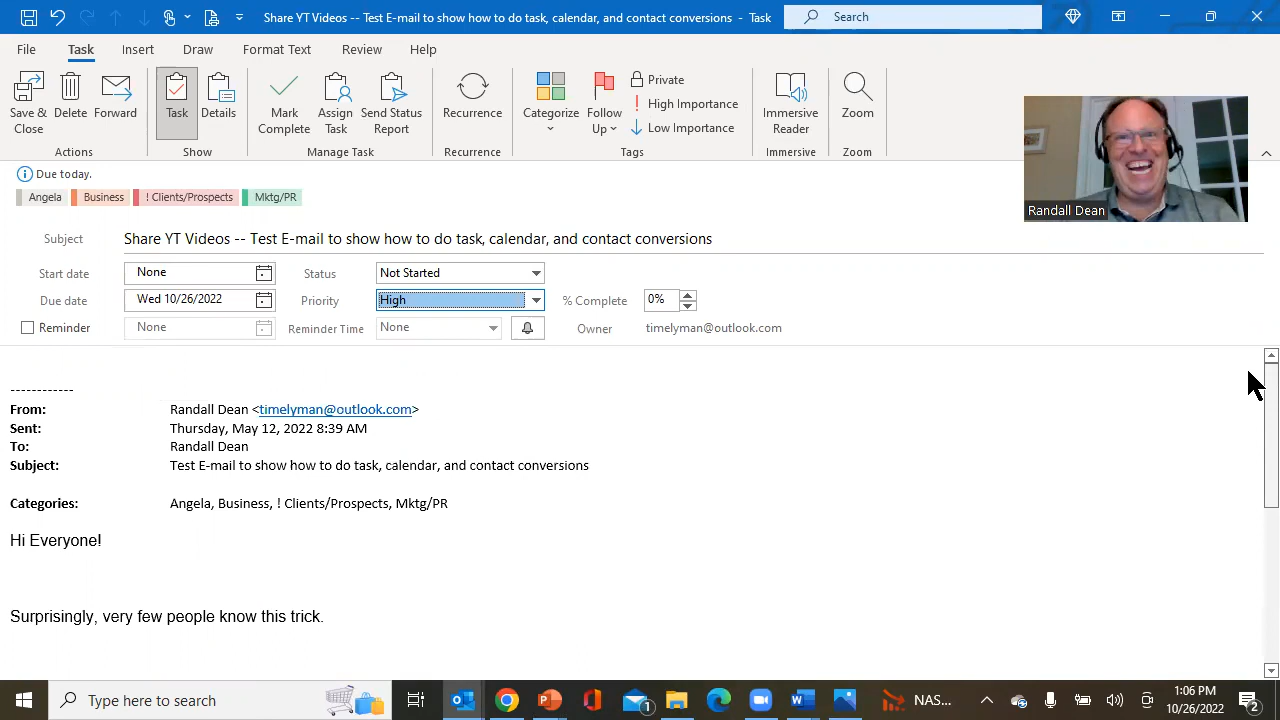 Share YT Videos -- Test E-mail to show how to do task, calendar, and contact conversions - Task
Search
File Task Insert Draw Format Text Review Help
Save & Close
Delete
Forward
Actions
Task
Details
Show
Mark Complete
Assign Task
Send Status Report
Manage Task
Recurrence
Recurrence
Categorize
Follow Up
Private
High Importance
Low Importance
Tags
Immersive Reader
Immersive
Zoom
Zoom
Randall Dean
Due today.
Angela Business ! Clients/Prospects Mktg/PR
Subject Share YT Videos -- Test E-mail to show how to do task, calendar, and contact conversions
Start date None Status Not Started
Due date Wed 10/26/2022 Priority High % Complete 0%
Reminder None Reminder Time None Owner timelyman@outlook.com
------------
From: Randall Dean <timelyman@outlook.com>
Sent: Thursday, May 12, 2022 8:39 AM
To: Randall Dean
Subject: Test E-mail to show how to do task, calendar, and contact conversions
Categories: Angela, Business, ! Clients/Prospects, Mktg/PR
Hi Everyone!
Surprisingly, very few people know this trick.
Type here to search
1
NAS...
1:06 PM
10/26/2022
2